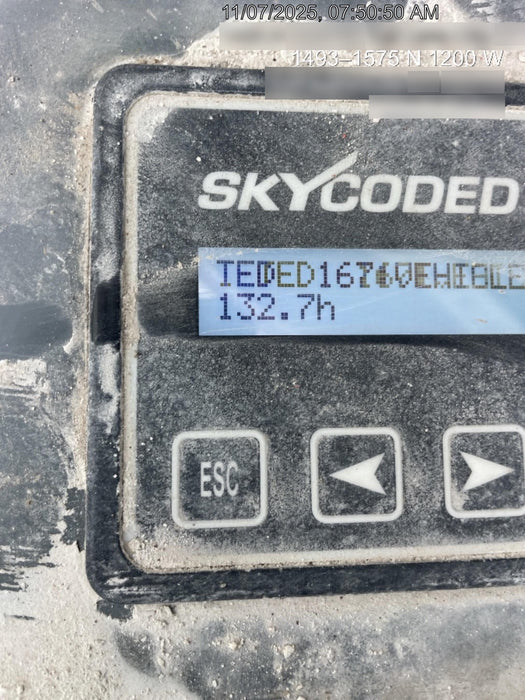 11/07/2025, 07:50:50 AM
1493–1575 N 1200 W
SKYCODED
132.7h
ESC